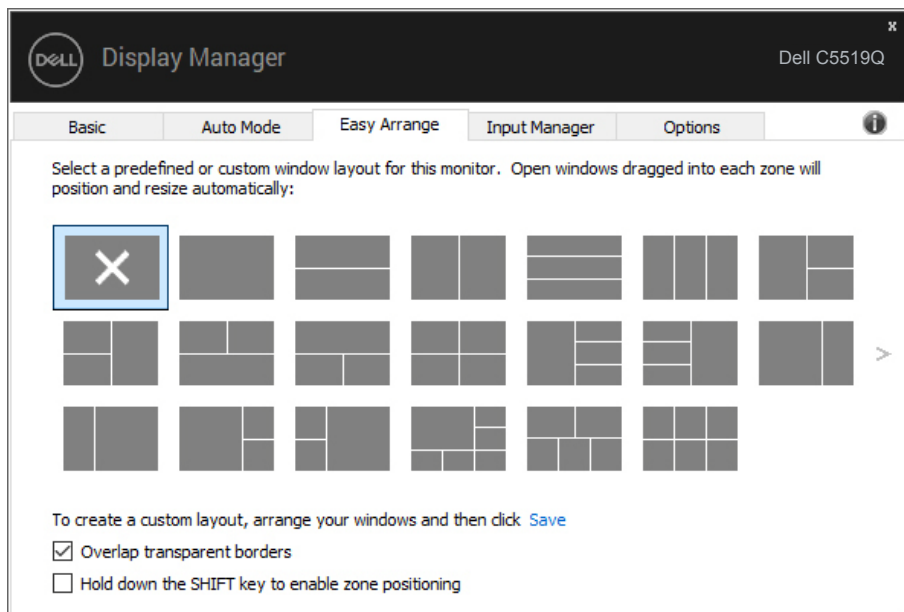 x
DELL Display Manager
Dell C5519Q
Basic Auto Mode Easy Arrange Input Manager Options
i
Select a predefined or custom window layout for this monitor. Open windows dragged into each zone will
position and resize automatically:
>
To create a custom layout, arrange your windows and then click Save
Overlap transparent borders
Hold down the SHIFT key to enable zone positioning